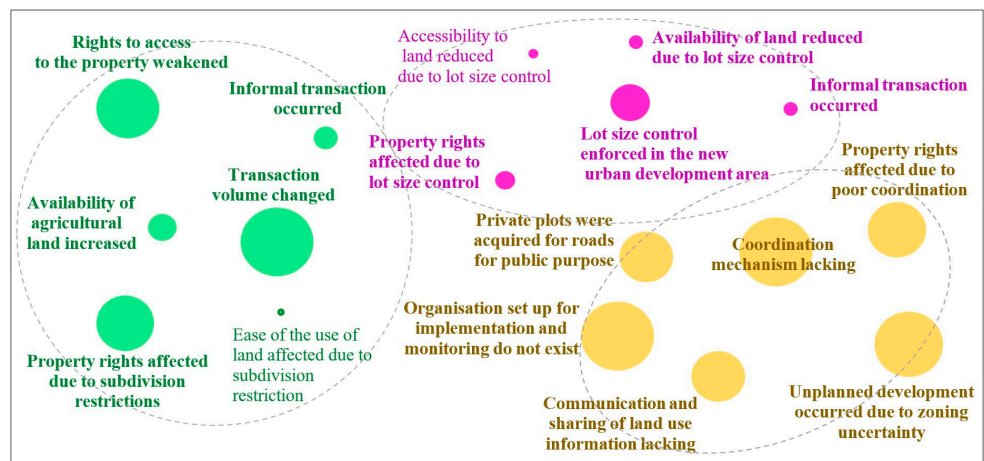 Rights to access
to the property weakened
Informal transaction
occurred
Transaction
volume changed
Availability of
agricultural
land increased
Property rights affected
due to subdivision
restrictions
Ease of the use of
land affected due to
subdivision
restriction
Accessibility to
land reduced
due to lot size control
Availability of land reduced
due to lot size control
Informal transaction
occurred
Lot size control
enforced in the new
urban development area
Property rights
affected due to
lot size control
Property rights
affected due to
poor coordination
Private plots were
acquired for roads
for public purpose
Coordination
mechanism lacking
Organisation set up for
implementation and
monitoring do not exist
Communication and
sharing of land use
information lacking
Unplanned development
occurred due to zoning
uncertainty